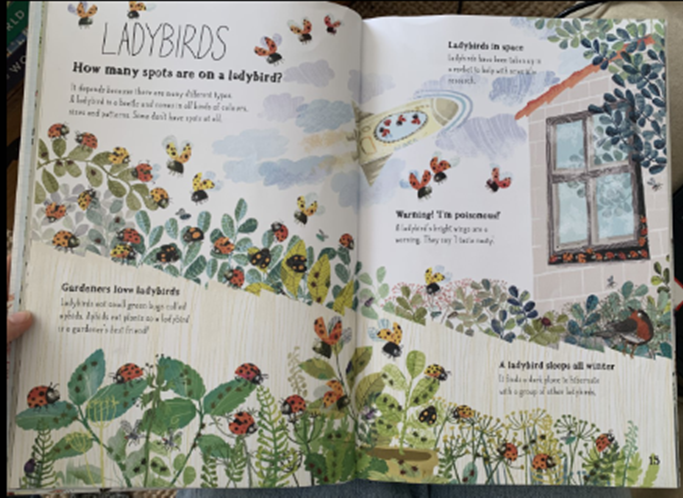 LADYBIRDS
How many spots are on a ladybird?
It depends because there are many different types.
A ladybird is a beetle and comes in all kinds of colours,
sizes and patterns. Some don't have spots at all.
Ladybirds in space
Ladybirds have been taken up in
a rocket to help with
research.
Warning! I'm poisonous!
A ladybird's bright wings are a
warning. They say 'I taste nasty'.
Gardeners love ladybirds
Ladybirds eat small green bugs called
aphids. Aphids eat plants so a ladybird
is a gardener's best friend!
A ladybird sleeps all winter
It finds a dark place to hibernate
with a group of other ladybirds.
15
WORLD